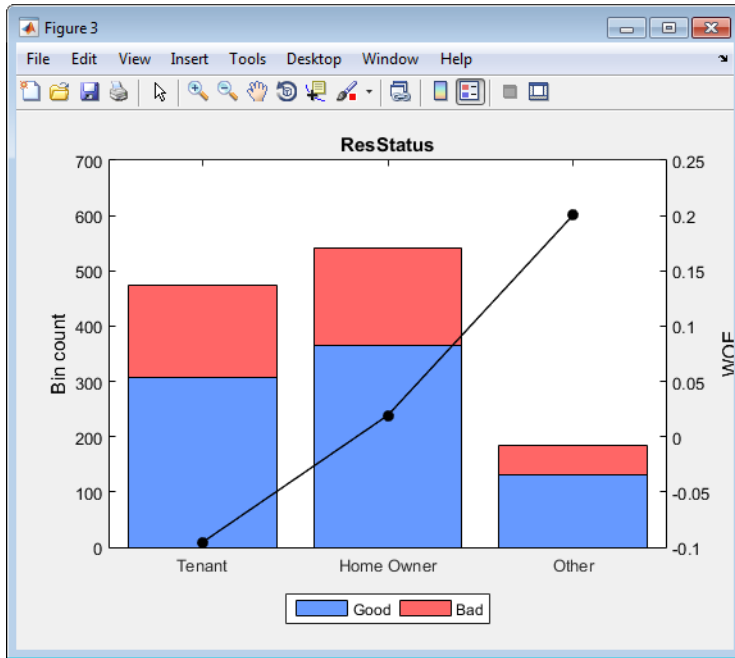 Figure 3
File Edit View Insert Tools Desktop Window Help
ResStatus
700
600
500
400
300
200
100
0
Bin count
0.25
0.2
0.15
0.1
0.05
0
-0.05
-0.1
WOE
Tenant Home Owner Other
Good Bad